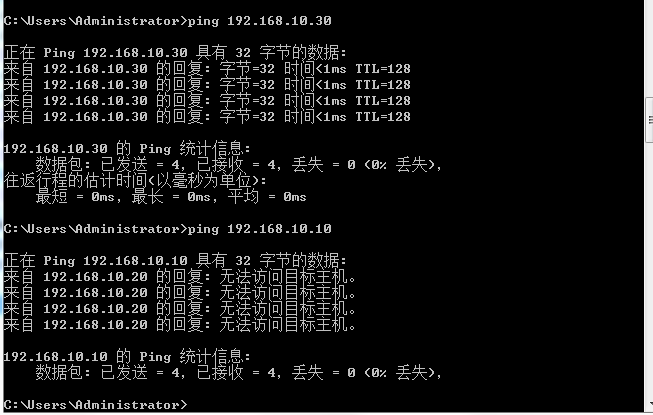 C:\Users\Administrator>ping 192.168.10.30
正在 Ping 192.168.10.30 具有 32 字节的数据:
来自 192.168.10.30 的回复: 字节=32 时间<1ms TTL=128
来自 192.168.10.30 的回复: 字节=32 时间<1ms TTL=128
来自 192.168.10.30 的回复: 字节=32 时间<1ms TTL=128
来自 192.168.10.30 的回复: 字节=32 时间<1ms TTL=128
192.168.10.30 的 Ping 统计信息:
数据包: 已发送 = 4, 已接收 = 4, 丢失 = 0 (0% 丢失),
往返行程的估计时间(以毫秒为单位):
最短 = 0ms, 最长 = 0ms, 平均 = 0ms
C:\Users\Administrator>ping 192.168.10.10
正在 Ping 192.168.10.10 具有 32 字节的数据:
来自 192.168.10.20 的回复: 无法访问目标主机。
来自 192.168.10.20 的回复: 无法访问目标主机。
来自 192.168.10.20 的回复: 无法访问目标主机。
来自 192.168.10.20 的回复: 无法访问目标主机。
192.168.10.10 的 Ping 统计信息:
数据包: 已发送 = 4, 已接收 = 4, 丢失 = 0 (0% 丢失),
C:\Users\Administrator>